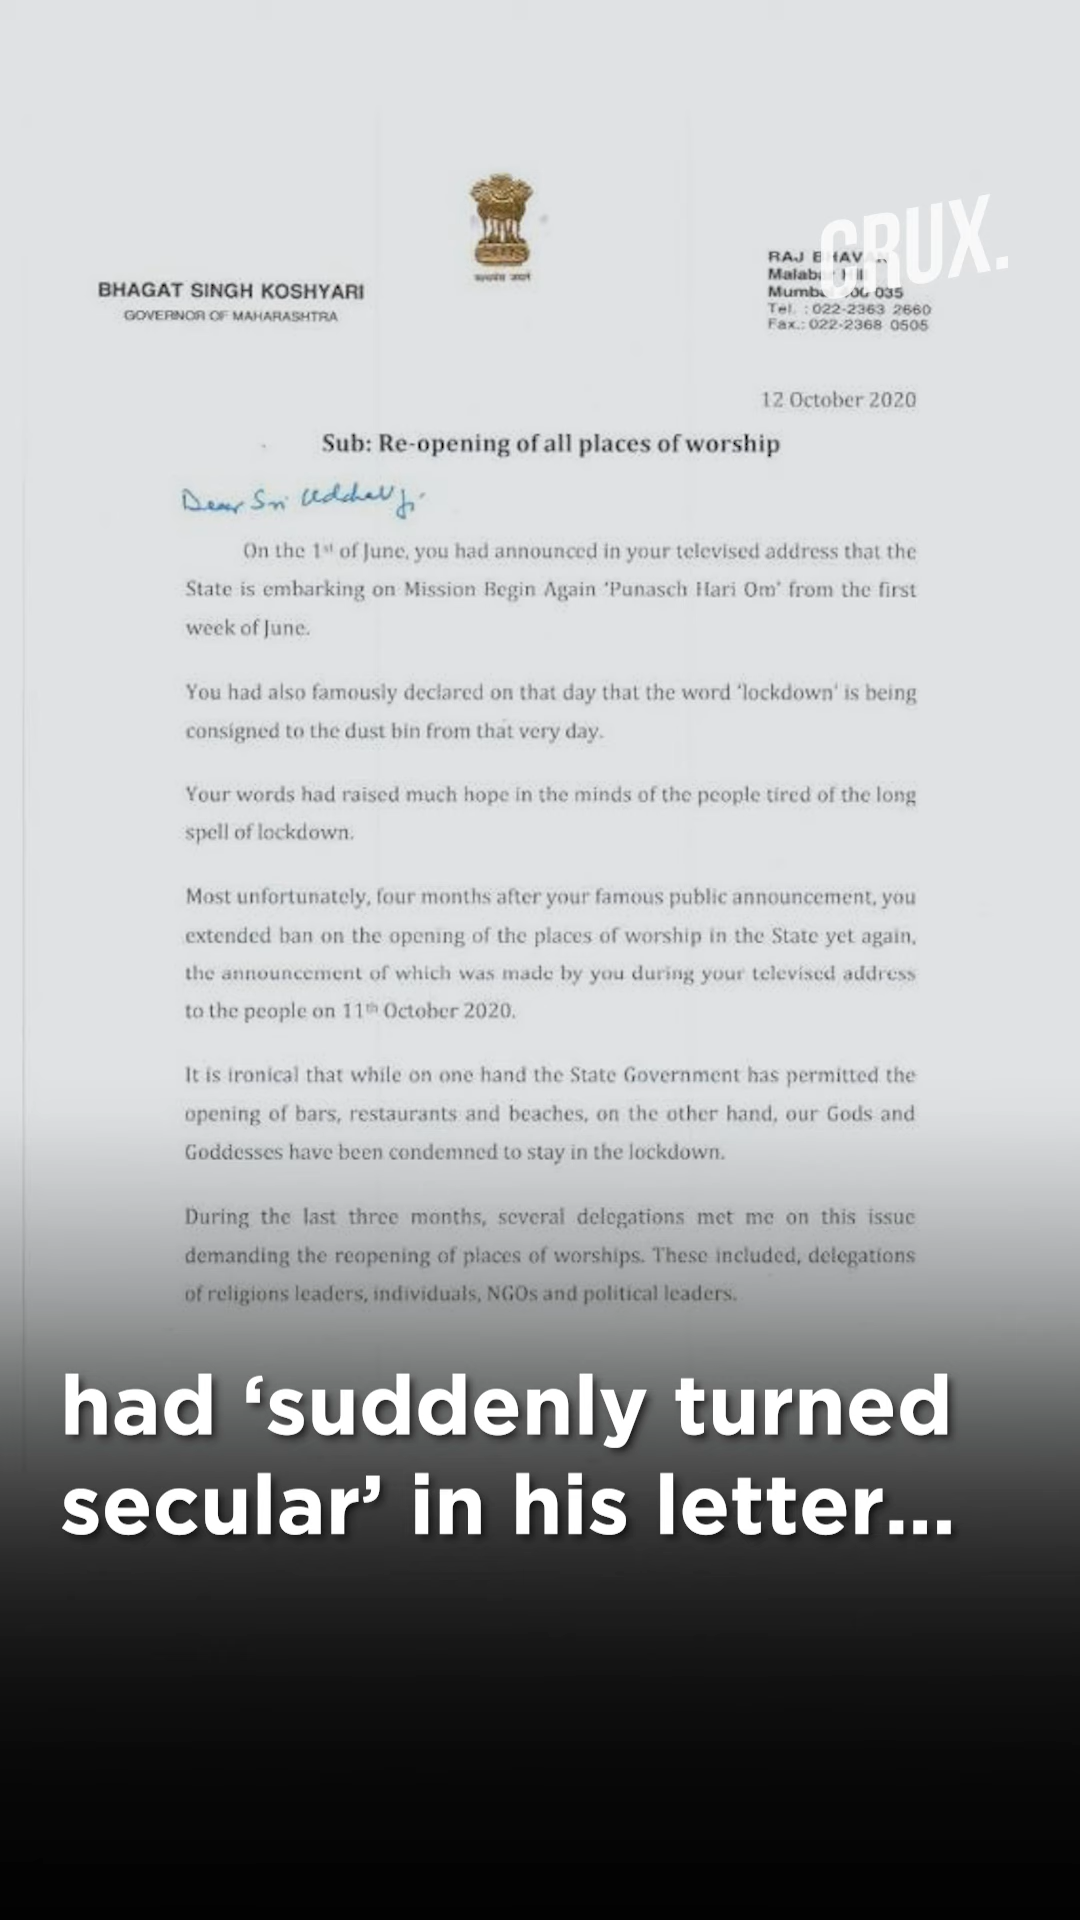 CRUX.
सत्यमेव जयते
BHAGAT SINGH KOSHYARI
GOVERNOR OF MAHARASHTRA
RAJ BHAVAN
Malabar Hill
035
Tel. : 022-2363 2660
Fax.: 022-2368 0505
12 October 2020
Sub: Re-opening of all places of worship
Dear Sri Uddhav ji
On the 1st of June, you had announced in your televised address that the
State is embarking on Mission Begin Again ‘Punasch Hari Om’ from the first
week of June.
You had also famously declared on that day that the word ‘lockdown’ is being
consigned to the dust bin from that very day.
Your words had raised much hope in the minds of the people tired of the long
spell of lockdown.
Most unfortunately, four months after your famous public announcement, you
extended ban on the opening of the places of worship in the State yet again,
the announcement of which was made by you during your televised address
to the people on 11th October 2020.
It is ironical that while on one hand the State Government has permitted the
opening of bars, restaurants and beaches, on the other hand, our Gods and
Goddesses have been condemned to stay in the lockdown.
During the last three months, several delegations met me on this issue
demanding the reopening of places of worships. These included, delegations
of religions leaders, individuals, NGOs and political leaders.
had ‘suddenly turned
secular’ in his letter...